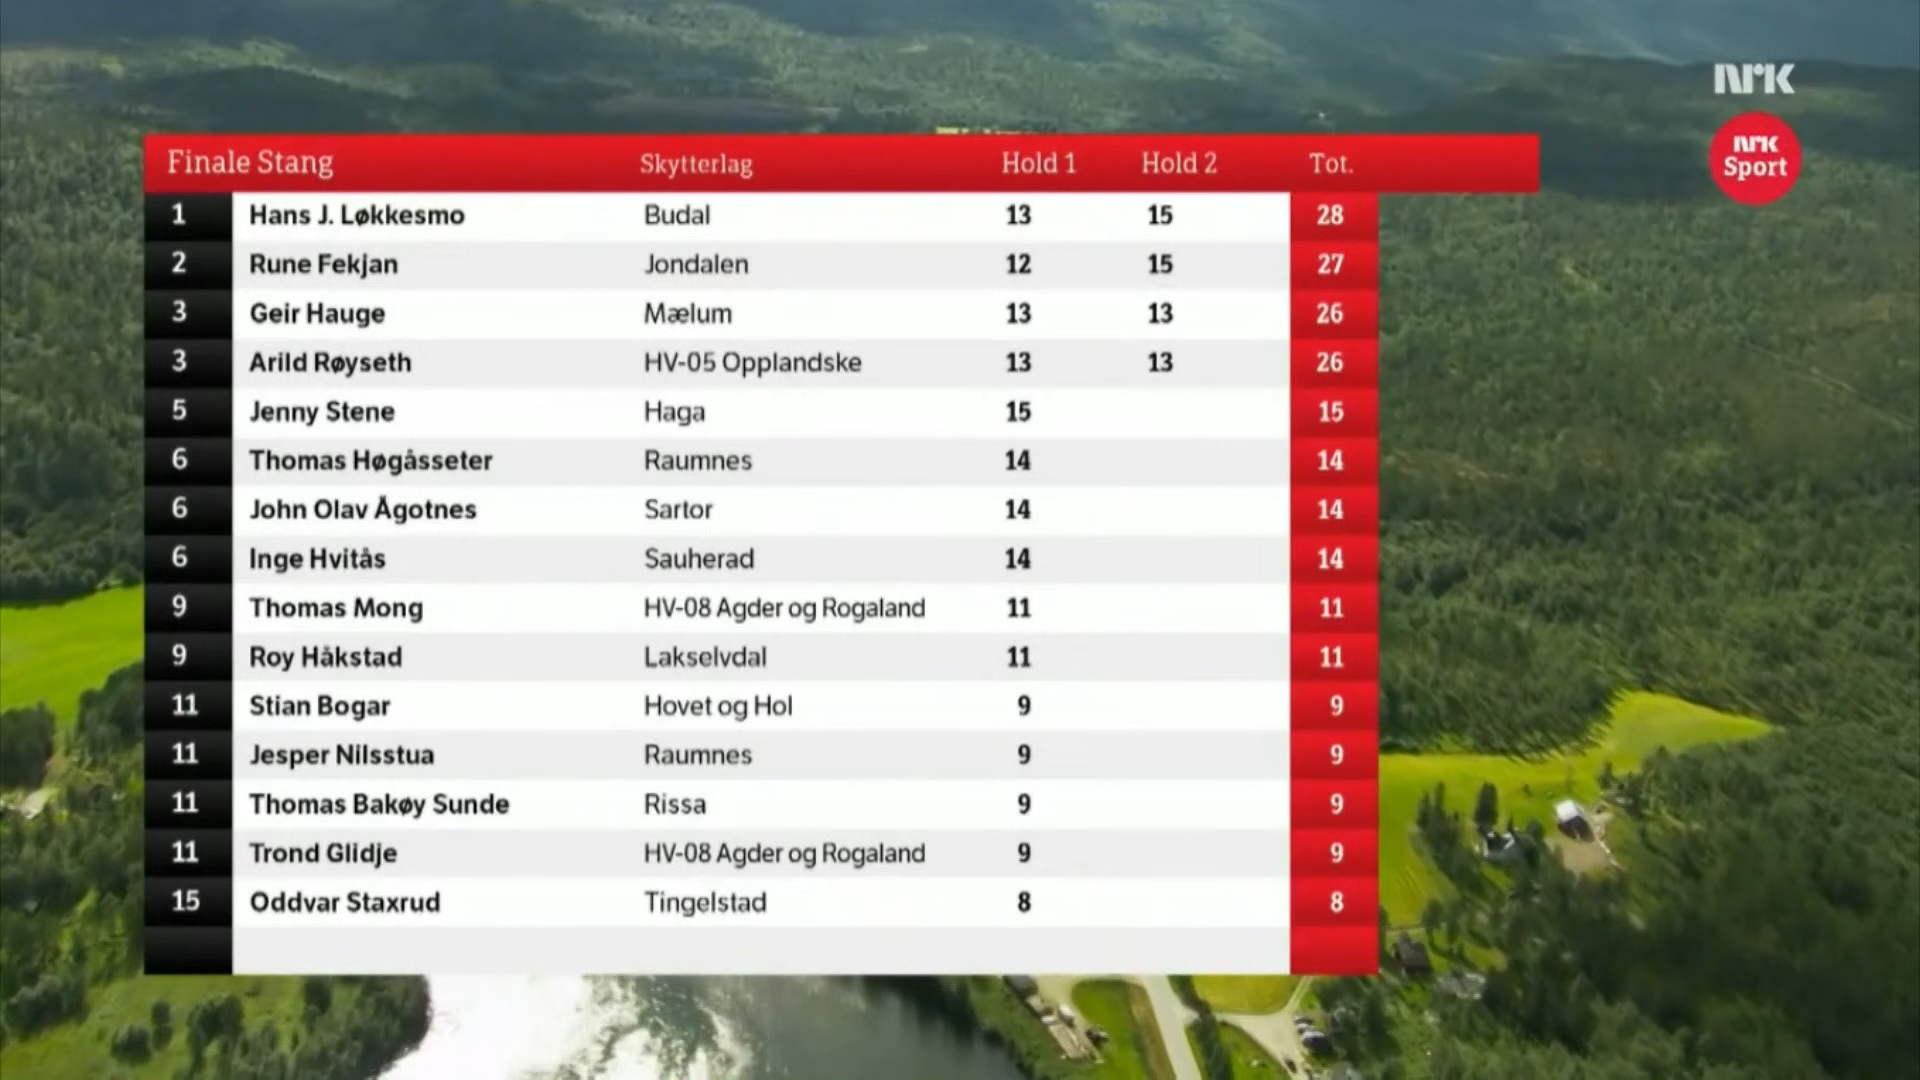 nrk
nrk
Sport
Finale Stang Skytterlag Hold 1 Hold 2 Tot.
1 Hans J. Løkkesmo Budal 13 15 28
2 Rune Fekjan Jondalen 12 15 27
3 Geir Hauge Mælum 13 13 26
3 Arild Røyseth HV-05 Opplandske 13 13 26
5 Jenny Stene Haga 15 15
6 Thomas Høgåsseter Raumnes 14 14
6 John Olav Ågotnes Sartor 14 14
6 Inge Hvitås Sauherad 14 14
9 Thomas Mong HV-08 Agder og Rogaland 11 11
9 Roy Håkstad Lakselvdal 11 11
11 Stian Bogar Hovet og Hol 9 9
11 Jesper Nilsstua Raumnes 9 9
11 Thomas Bakøy Sunde Rissa 9 9
11 Trond Glidje HV-08 Agder og Rogaland 9 9
15 Oddvar Staxrud Tingelstad 8 8